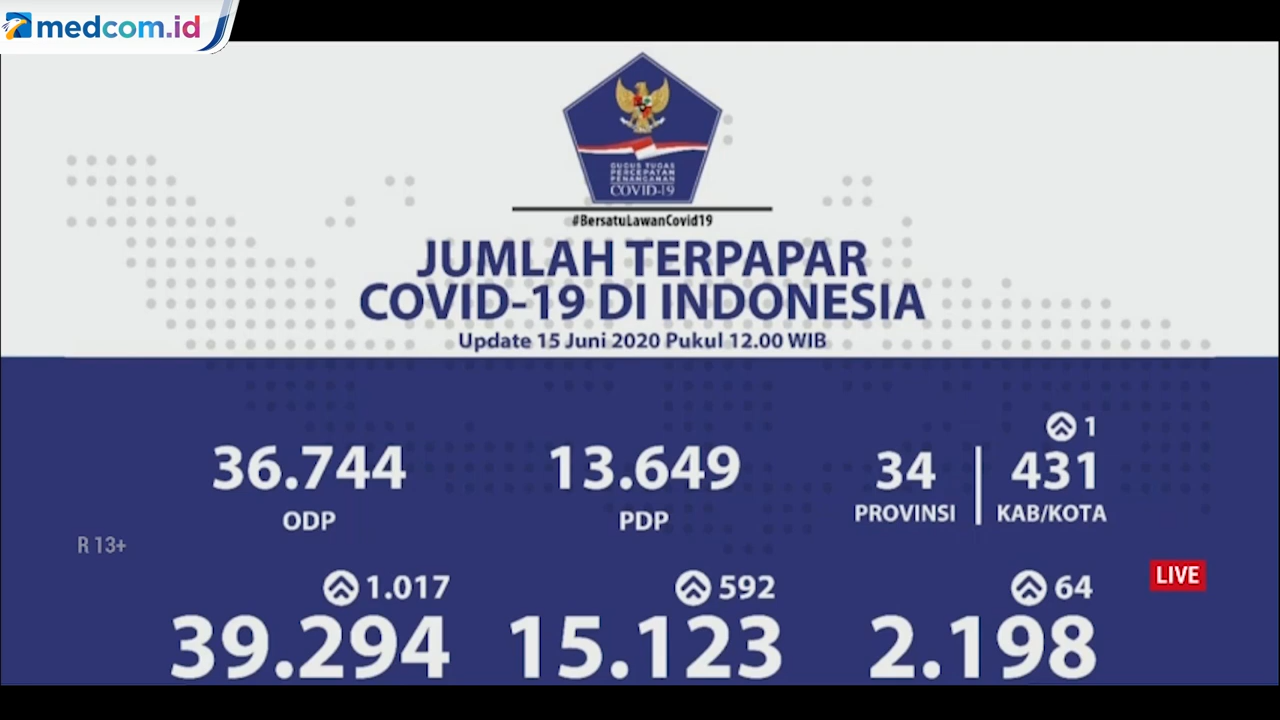 medcom.id
GUGUS TUGAS
PERCEPATAN
PENANGANAN
COVID-19
#BersatuLawanCovid19
JUMLAH TERPAPAR
COVID-19 DI INDONESIA
Update 15 Juni 2020 Pukul 12.00 WIB
1
36.744 13.649 34 431
ODP PDP PROVINSI KAB/KOTA
R 13+
LIVE
1.017 592 64
39.294 15.123 2.198